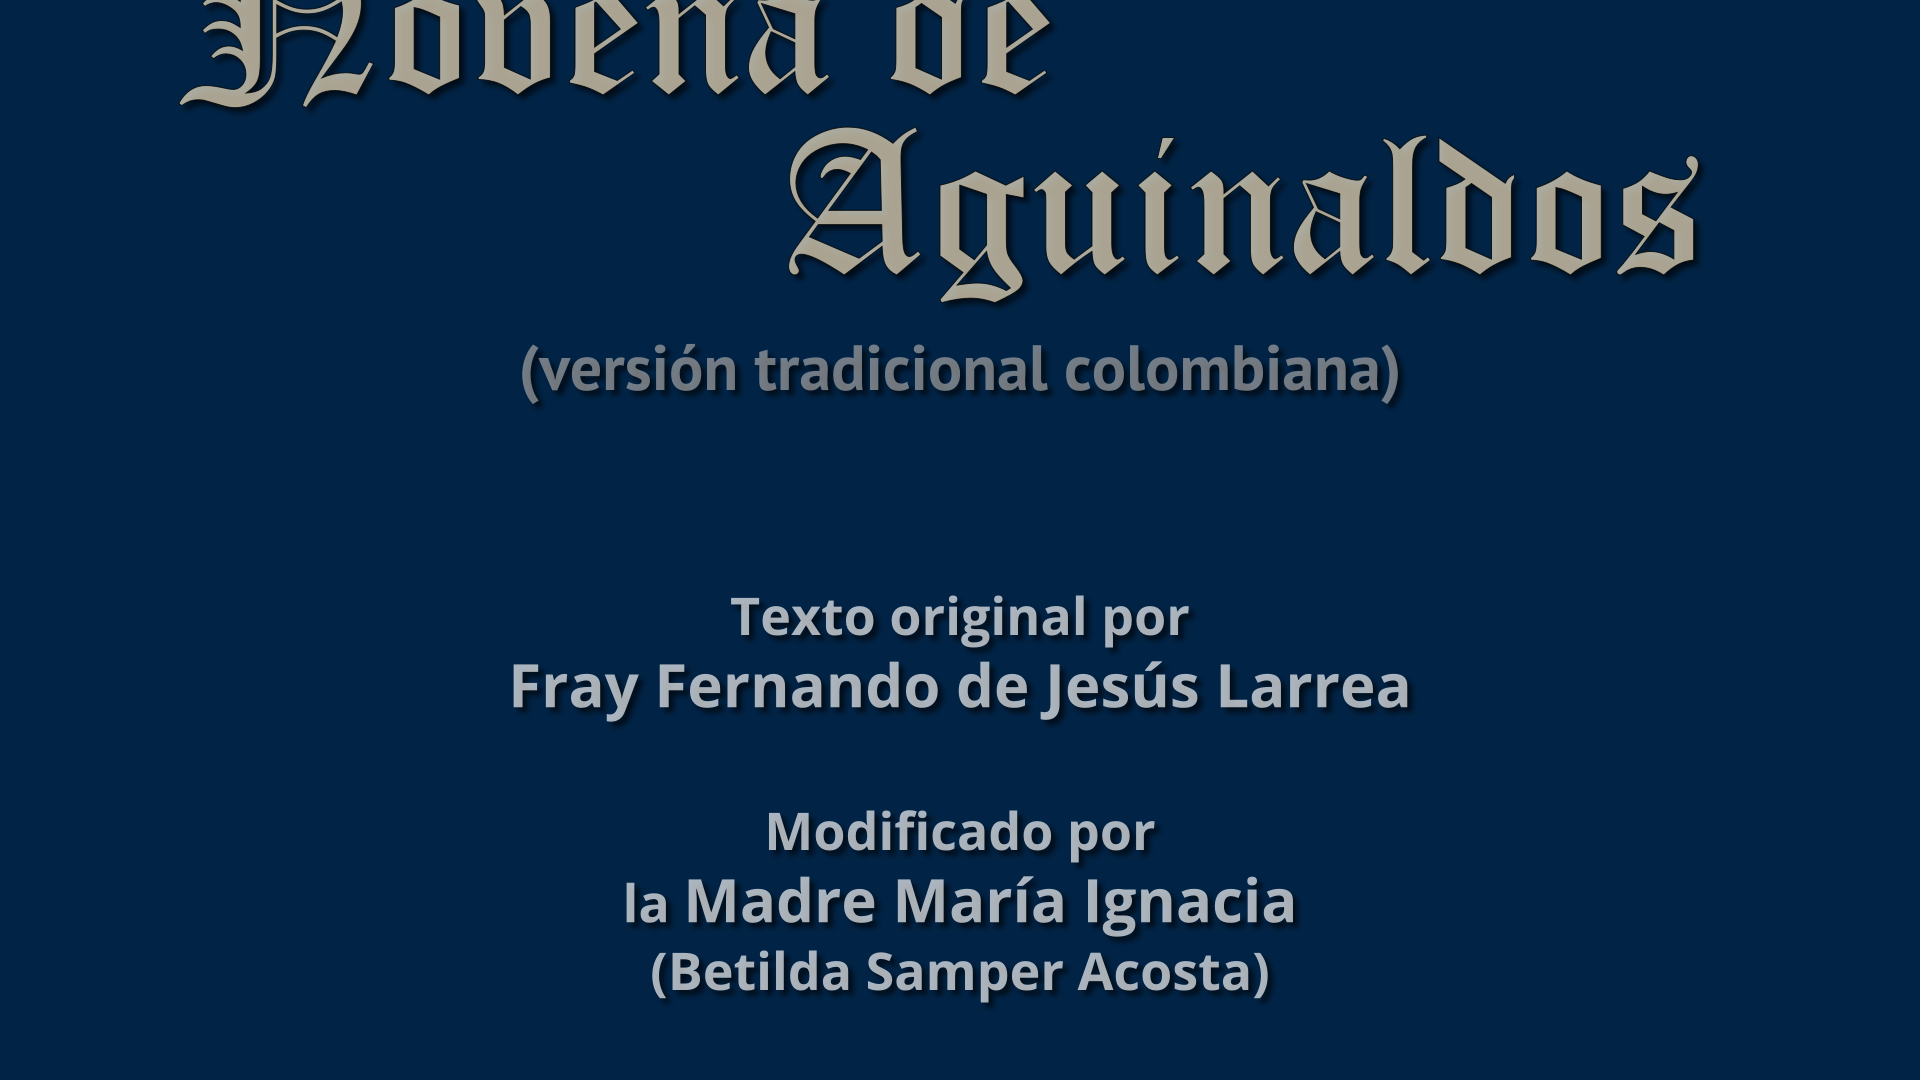 Novena de
Aguinaldos
(versión tradicional colombiana)
Texto original por
Fray Fernando de Jesús Larrea
Modificado por
la Madre María Ignacia
(Betilda Samper Acosta)